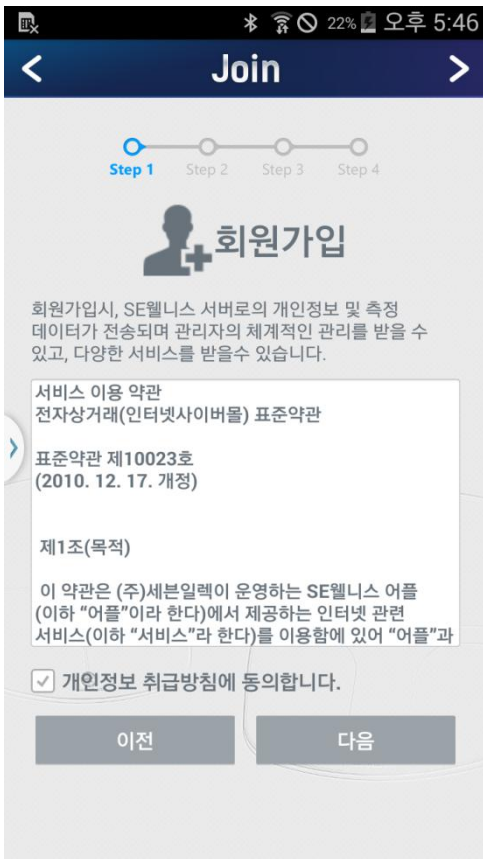 22% 오후 5:46
Join
Step 1 Step 2 Step 3 Step 4
회원가입
회원가입시, SE웰니스 서버로의 개인정보 및 측정
데이터가 전송되며 관리자의 체계적인 관리를 받을 수
있고, 다양한 서비스를 받을수 있습니다.
서비스 이용 약관
전자상거래(인터넷사이버몰) 표준약관
표준약관 제10023호
(2010. 12. 17. 개정)
제1조(목적)
이 약관은 (주)세븐일렉이 운영하는 SE웰니스 어플
(이하 “어플”이라 한다)에서 제공하는 인터넷 관련
서비스(이하 “서비스”라 한다)를 이용함에 있어 “어플”과
개인정보 취급방침에 동의합니다.
이전 다음